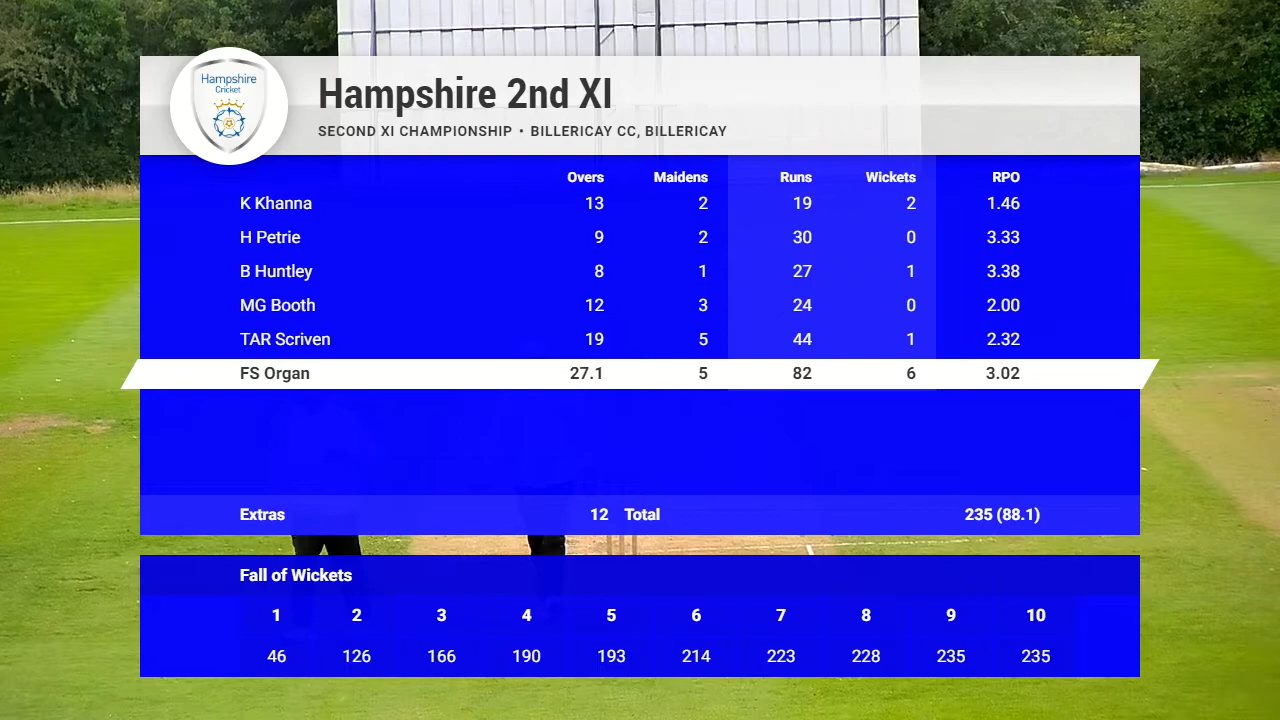 Hampshire
Cricket
Hampshire 2nd XI
SECOND XI CHAMPIONSHIP • BILLERICAY CC, BILLERICAY
Overs Maidens Runs Wickets RPO
K Khanna 13 2 19 2 1.46
H Petrie 9 2 30 0 3.33
B Huntley 8 1 27 1 3.38
MG Booth 12 3 24 0 2.00
TAR Scriven 19 5 44 1 2.32
FS Organ 27.1 5 82 6 3.02
Extras 12 Total 235 (88.1)
Fall of Wickets
1 2 3 4 5 6 7 8 9 10
46 126 166 190 193 214 223 228 235 235